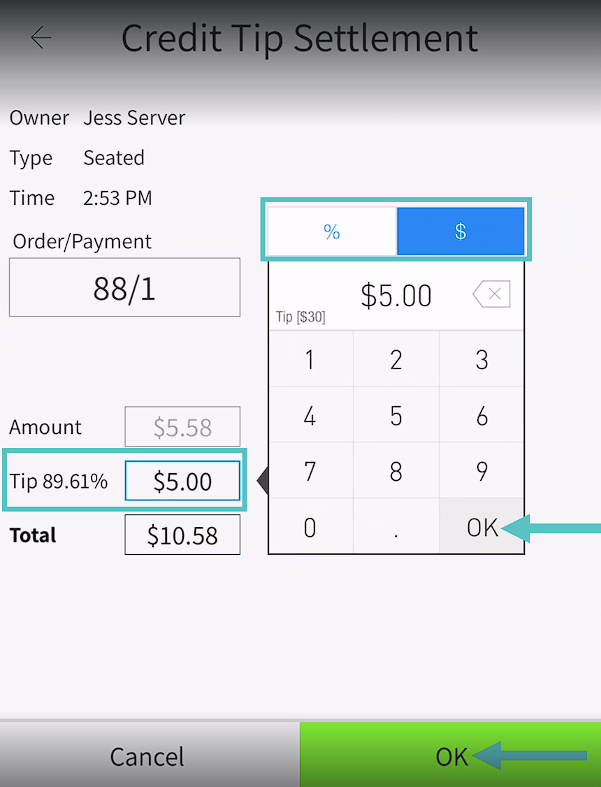 Credit Tip Settlement
Owner Jess Server
Type Seated
Time 2:53 PM
Order/Payment
88/1
Amount $5.58
Tip 89.61% $5.00
Total $10.58
% $
$5.00
Tip [$30]
1 2 3
4 5 6
7 8 9
0 . OK
Cancel OK